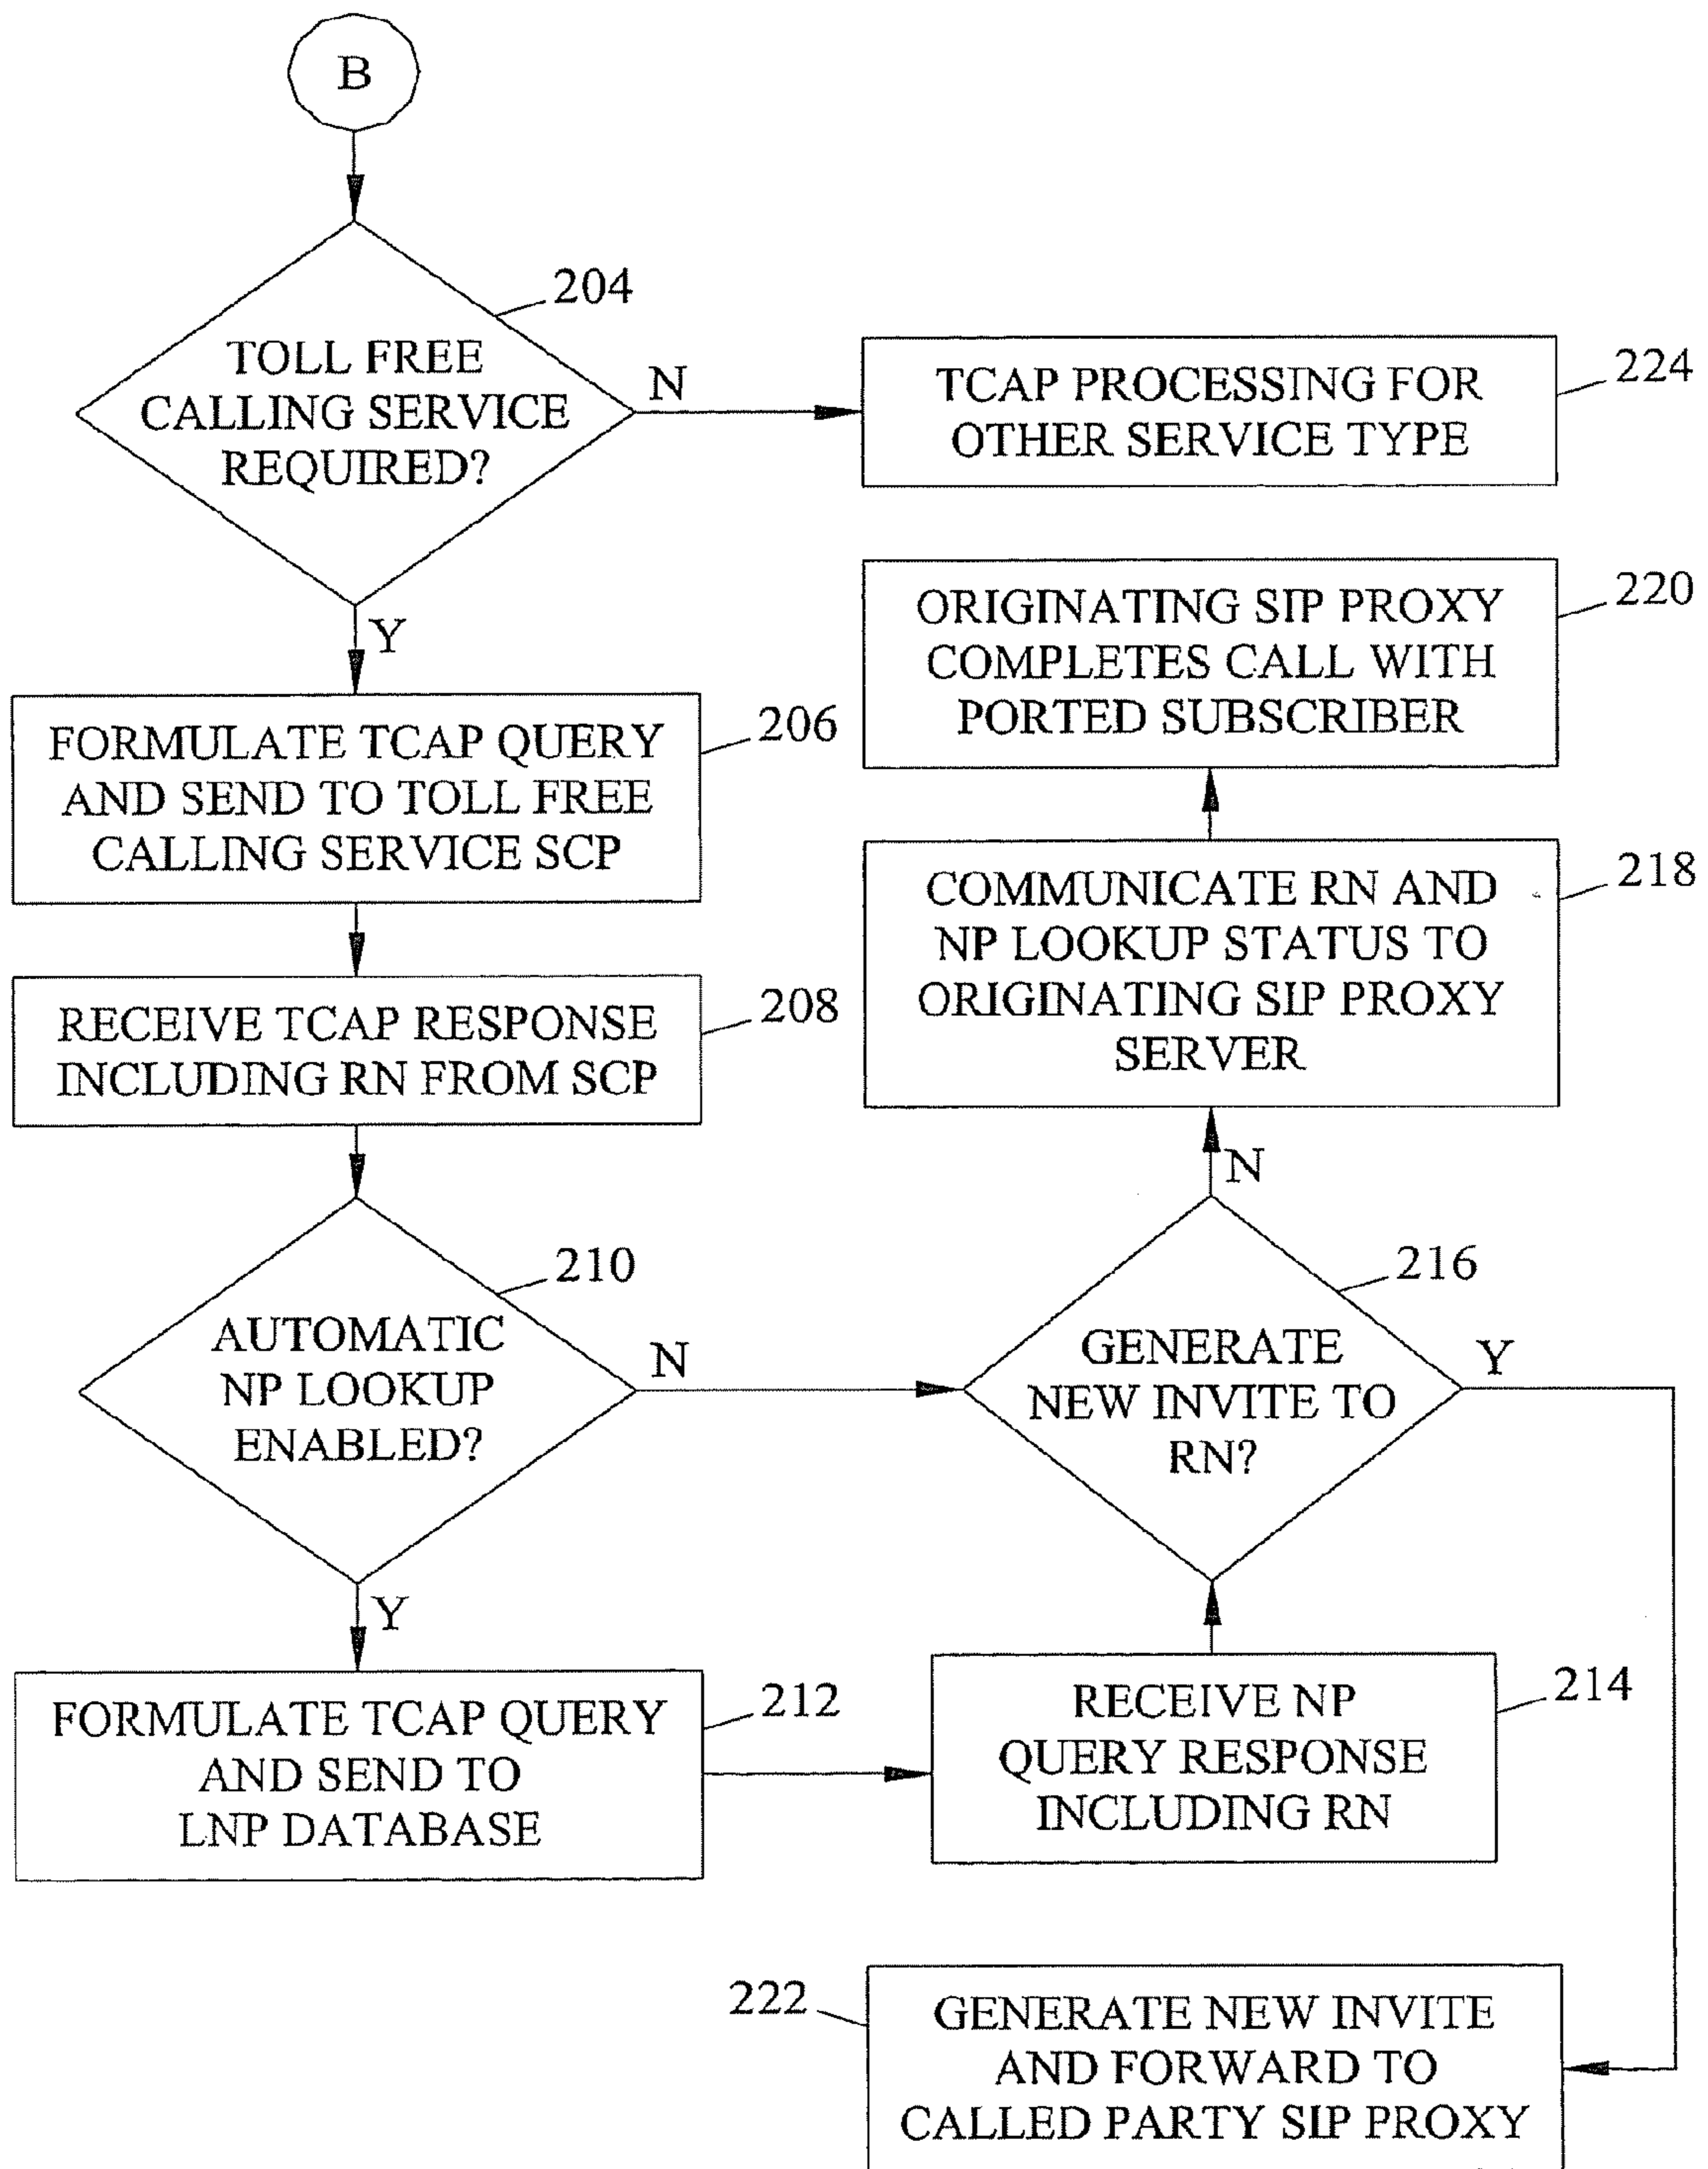 B
204
TOLL FREE
CALLING SERVICE
REQUIRED?
N
TCAP PROCESSING FOR
OTHER SERVICE TYPE
224
Y
ORIGINATING SIP PROXY
COMPLETES CALL WITH
PORTED SUBSCRIBER
220
FORMULATE TCAP QUERY
AND SEND TO TOLL FREE
CALLING SERVICE SCP
206
COMMUNICATE RN AND
NP LOOKUP STATUS TO
ORIGINATING SIP PROXY
SERVER
218
RECEIVE TCAP RESPONSE
INCLUDING RN FROM SCP
208
N
210
AUTOMATIC
NP LOOKUP
ENABLED?
N
216
GENERATE
NEW INVITE TO
RN?
Y
Y
FORMULATE TCAP QUERY
AND SEND TO
LNP DATABASE
212
RECEIVE NP
QUERY RESPONSE
INCLUDING RN
214
222
GENERATE NEW INVITE
AND FORWARD TO
CALLED PARTY SIP PROXY